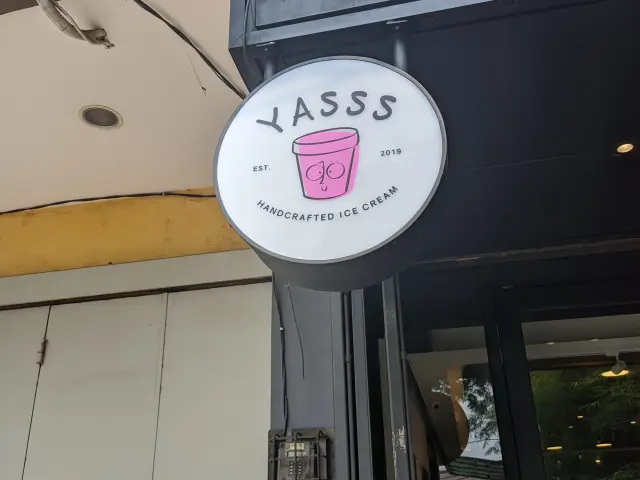 YASSS
EST. 2019
HANDCRAFTED ICE CREAM